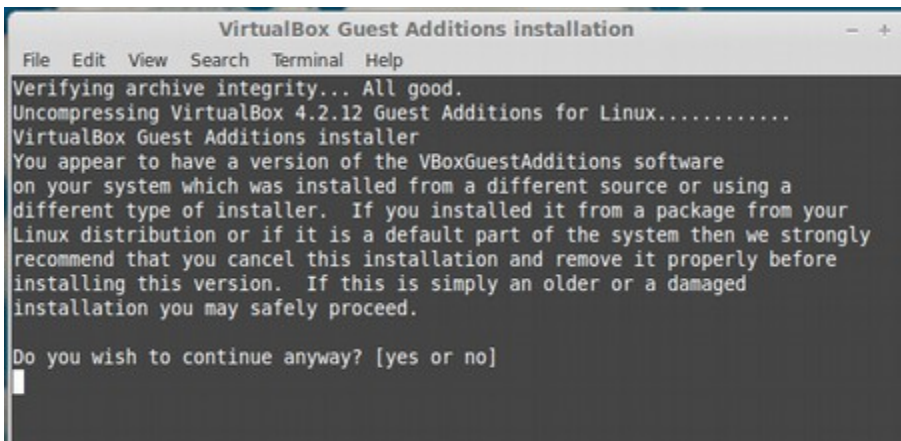 VirtualBox Guest Additions installation
File Edit View Search Terminal Help
Verifying archive integrity... All good.
Uncompressing VirtualBox 4.2.12 Guest Additions for Linux............
VirtualBox Guest Additions installer
You appear to have a version of the VBoxGuestAdditions software
on your system which was installed from a different source or using a
different type of installer.  If you installed it from a package from your
Linux distribution or if it is a default part of the system then we strongly
recommend that you cancel this installation and remove it properly before
installing this version.  If this is simply an older or a damaged
installation you may safely proceed.
Do you wish to continue anyway? [yes or no]